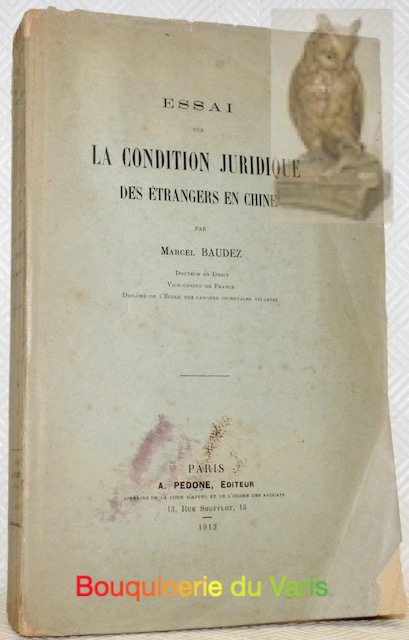 ESSAI
SUR
LA CONDITION JURIDIQUE
DES ÉTRANGERS EN CHINE
PAR
MARCEL BAUDEZ
DOCTEUR EN DROIT
VICE-CONSUL DE FRANCE
DIPLÔMÉ DE L'ÉCOLE DES LANGUES ORIENTALES VIVANTES
PARIS
A. PEDONE, ÉDITEUR
LIBRAIRE DE LA COUR D'APPEL ET DE L'ORDRE DES AVOCATS
13, RUE SOUFFLOT, 13
1913
Bouquinerie du Varis